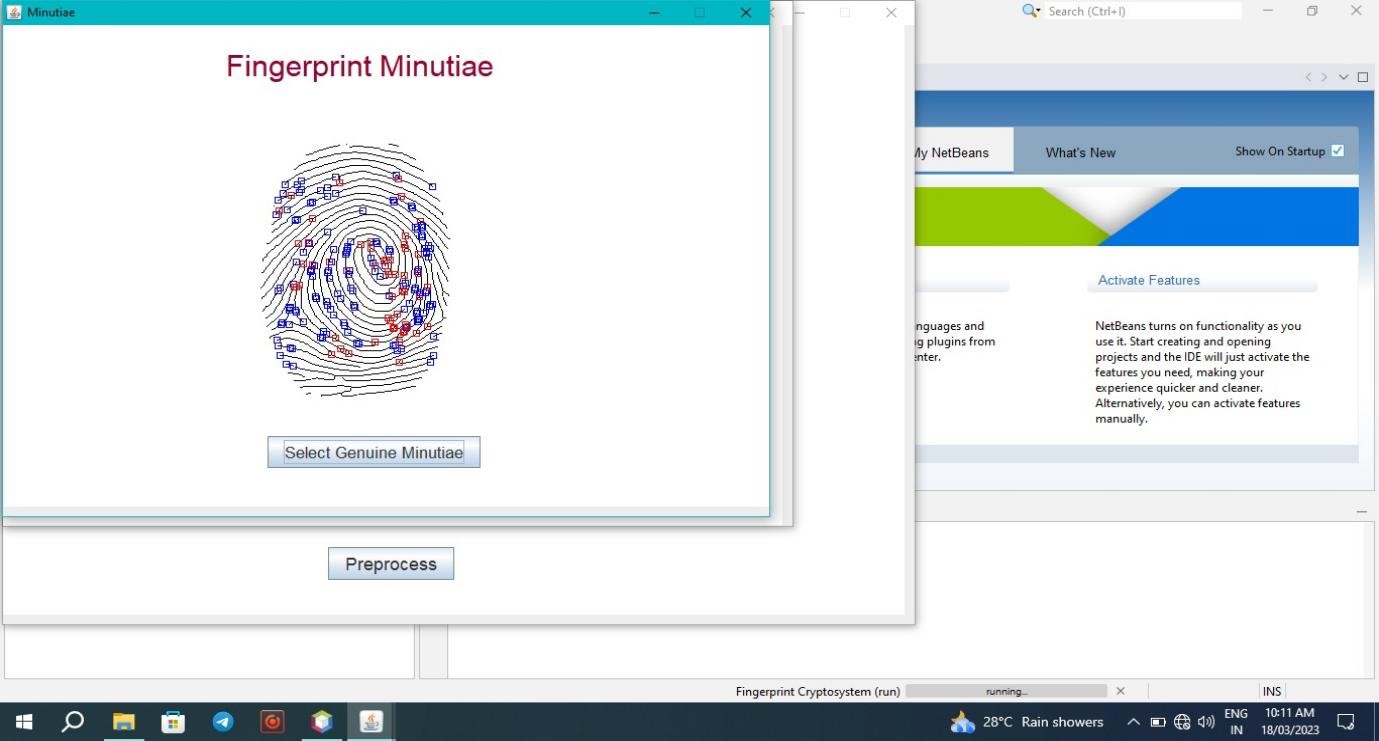 Minutiae
Fingerprint Minutiae
Select Genuine Minutiae
Preprocess
Search (Ctrl+I)
My NetBeans
What's New
Show On Startup
Activate Features
plugins from
NetBeans turns on functionality as you
use it. Start creating and opening
projects and the IDE will just activate the
features you need, making your
experience quicker and cleaner.
Alternatively, you can activate features
manually.
Fingerprint Cryptosystem (run)
running...
INS
28°C Rain showers
ENG
IN
10:11 AM
18/03/2023